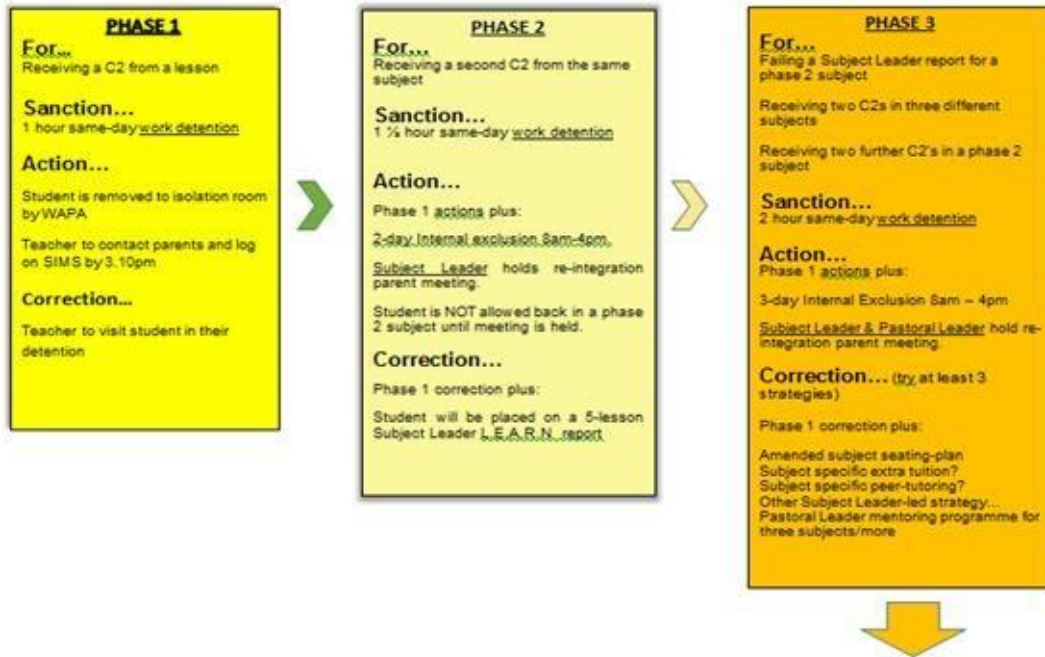 PHASE 1
For...
Receiving a C2 from a lesson
Sanction...
1 hour same-day work detention
Action...
Student is removed to isolation room
by WAPA
Teacher to contact parents and log
on SIMS by 3.10pm
Correction...
Teacher to visit student in their
detention
PHASE 2
For...
Receiving a second C2 from the same
subject
Sanction...
1 ½ hour same-day work detention
Action...
Phase 1 actions plus:
2-day Internal exclusion 8am-4pm.
Subject Leader holds re-integration
parent meeting.
Student is NOT allowed back in a phase
2 subject until meeting is held.
Correction...
Phase 1 correction plus:
Student will be placed on a 5-lesson
Subject Leader L.E.A.R.N. report
PHASE 3
For...
Failing a Subject Leader report for a
phase 2 subject
Receiving two C2s in three different
subjects
Receiving two further C2's in a phase 2
subject
Sanction...
2 hour same-day work detention
Action...
Phase 1 actions plus:
3-day Internal Exclusion 8am – 4pm
Subject Leader & Pastoral Leader hold re-
integration parent meeting.
Correction... (try at least 3
strategies)
Phase 1 correction plus:
Amended subject seating-plan
Subject specific extra tuition?
Subject specific peer-tutoring?
Other Subject Leader-led strategy...
Pastoral Leader mentoring programme for
three subjects/more